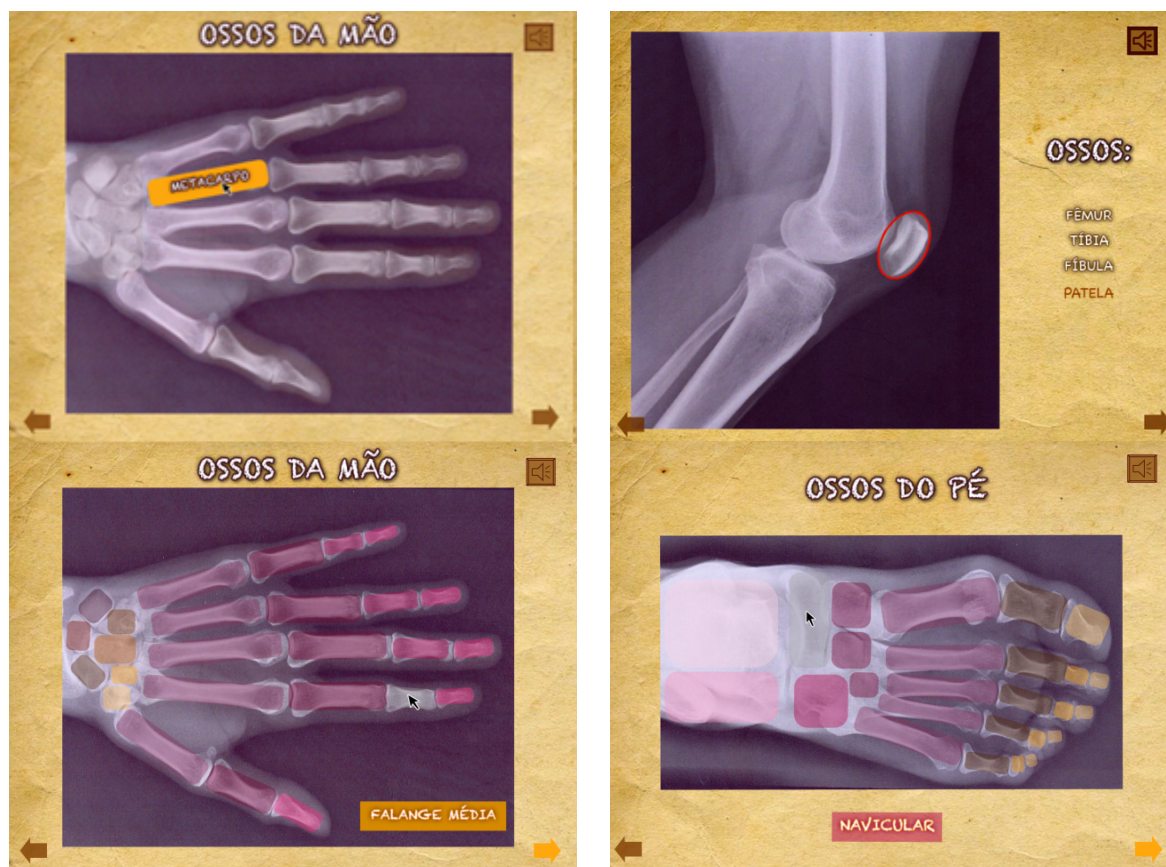 OSSOS DA MÃO
METACARPO
OSSOS:
FÊMUR
TÍBIA
FÍBULA
PATELA
OSSOS DA MÃO
FALANGE MÉDIA
OSSOS DO PÉ
NAVICULAR